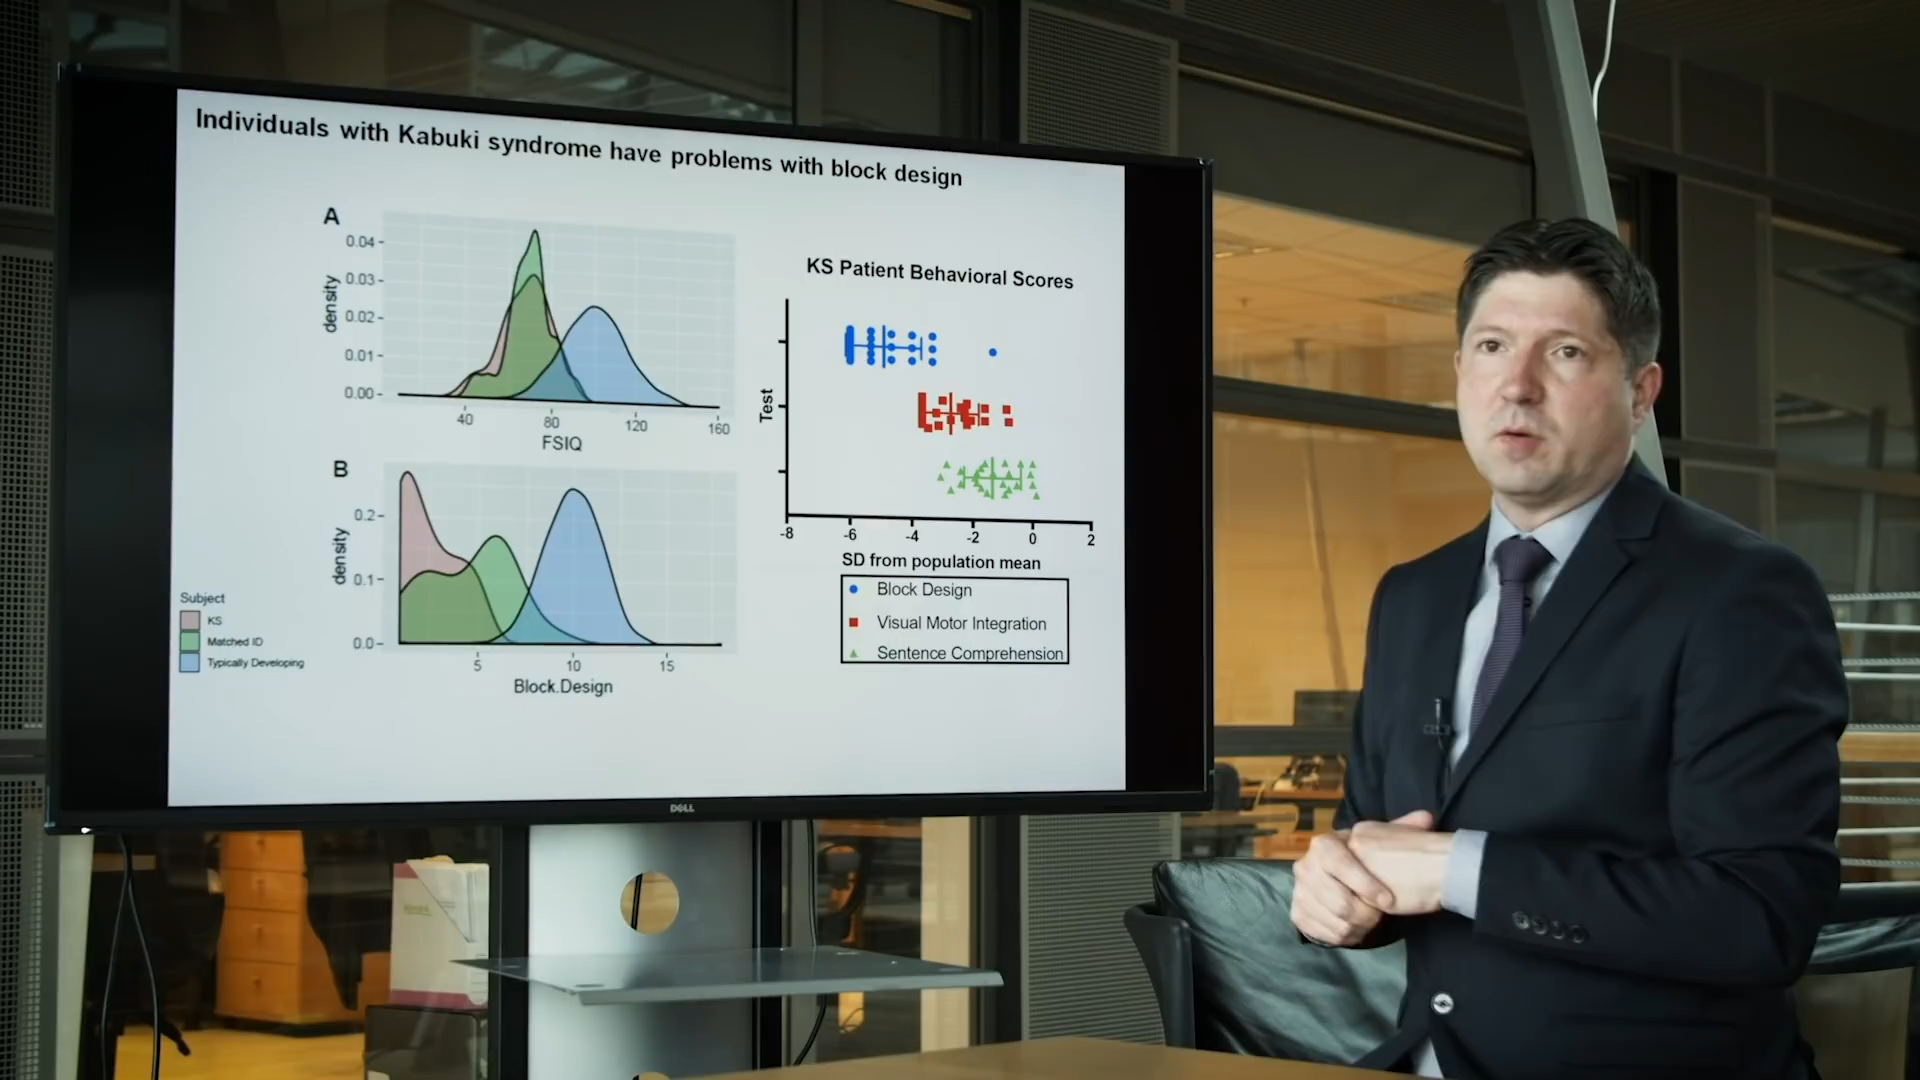 Individuals with Kabuki syndrome have problems with block design
A
0.04
0.03
0.02
0.01
0.00
density
40 80 120 160
FSIQ
B
0.2
0.1
0.0
density
5 10 15
Block.Design
Subject
KS
Matched ID
Typically Developing
KS Patient Behavioral Scores
Test
-8 -6 -4 -2 0 2
SD from population mean
Block Design
Visual Motor Integration
Sentence Comprehension
DELL